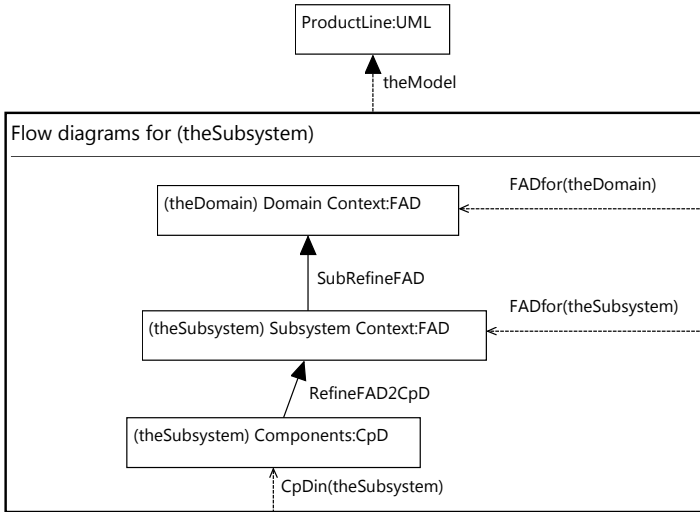 ProductLine:UML
theModel
Flow diagrams for (theSubsystem)
FADfor(theDomain)
(theDomain) Domain Context:FAD
SubRefineFAD
FADfor(theSubsystem)
(theSubsystem) Subsystem Context:FAD
RefineFAD2CpD
(theSubsystem) Components:CpD
CpDin(theSubsystem)